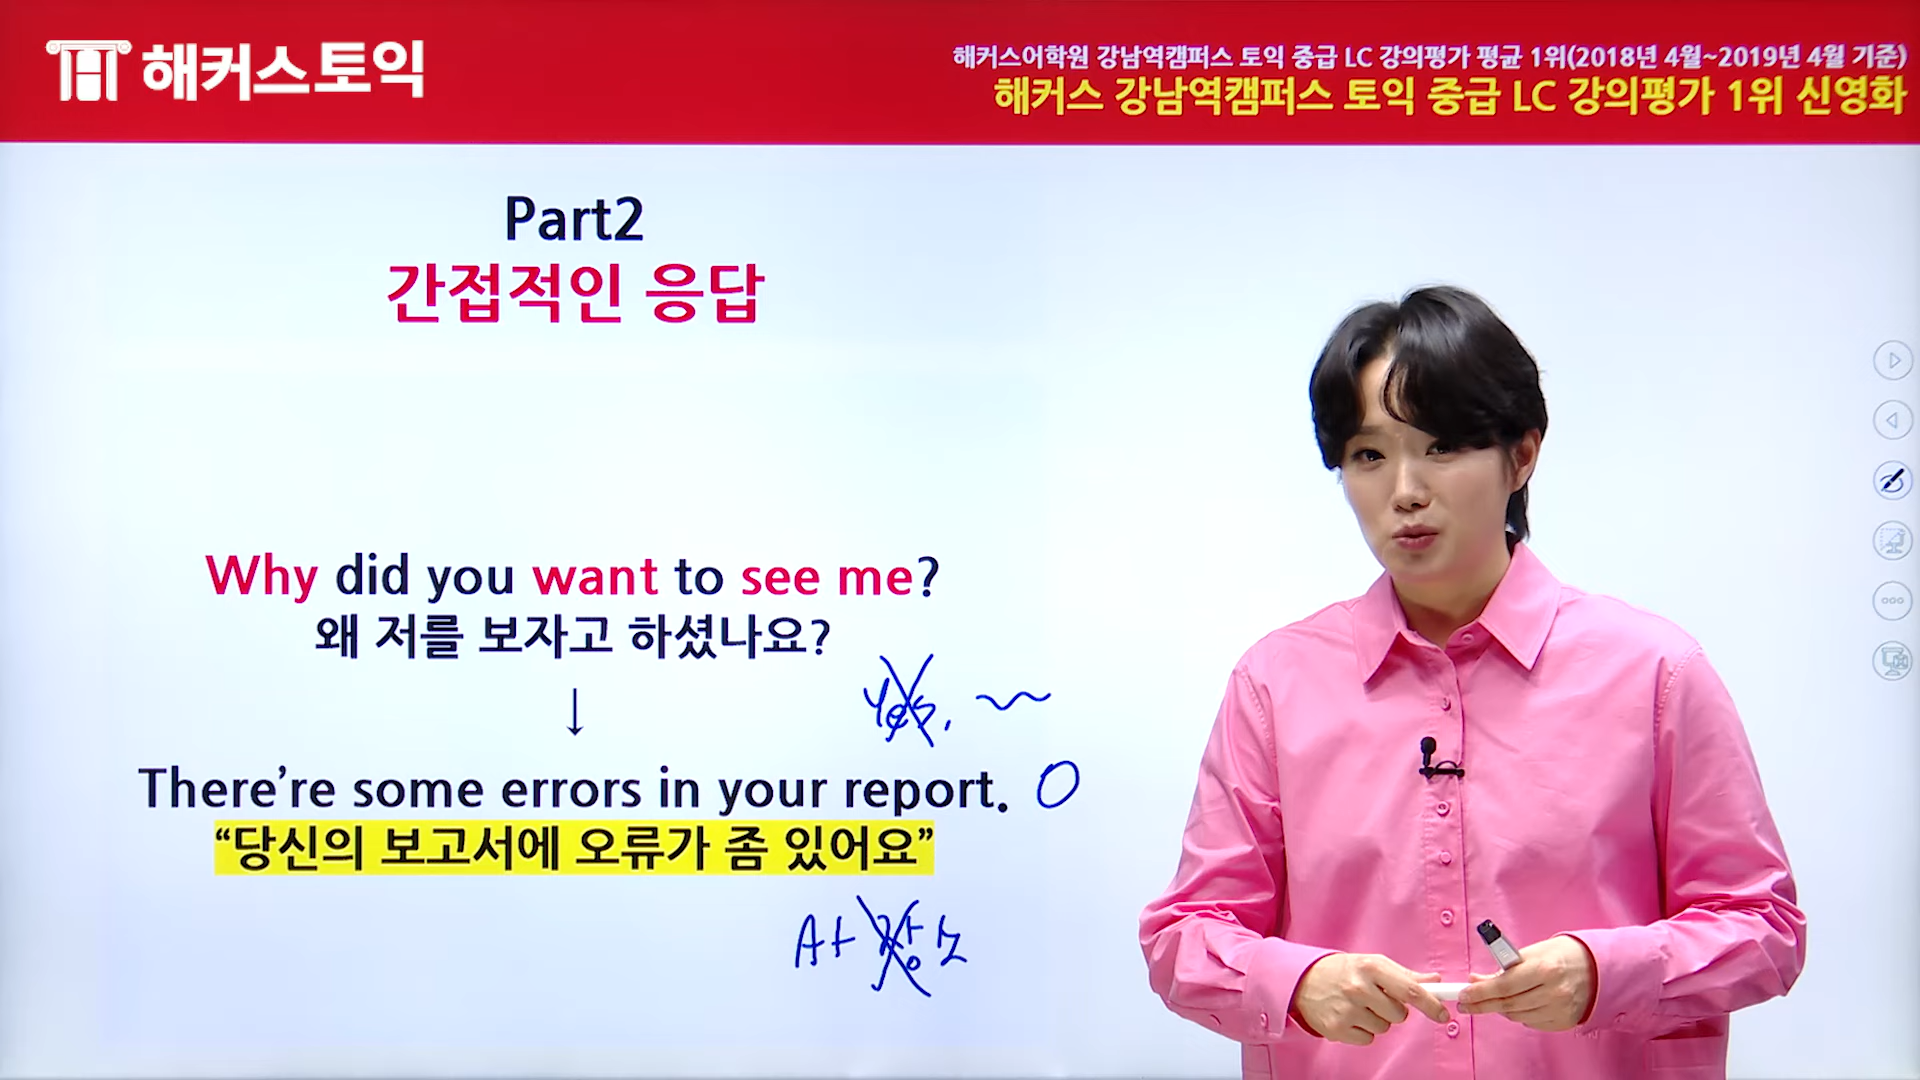 해커스토익
해커스어학원 강남역캠퍼스 토익 중급 LC 강의평가 평균 1위(2018년 4월~2019년 4월 기준)
해커스 강남역캠퍼스 토익 중급 LC 강의평가 1위 신영화
Part2
간접적인 응답
Why did you want to see me?
왜 저를 보자고 하셨나요?
↓
Yes, ~
There're some errors in your report. O
“당신의 보고서에 오류가 좀 있어요”
At 장소